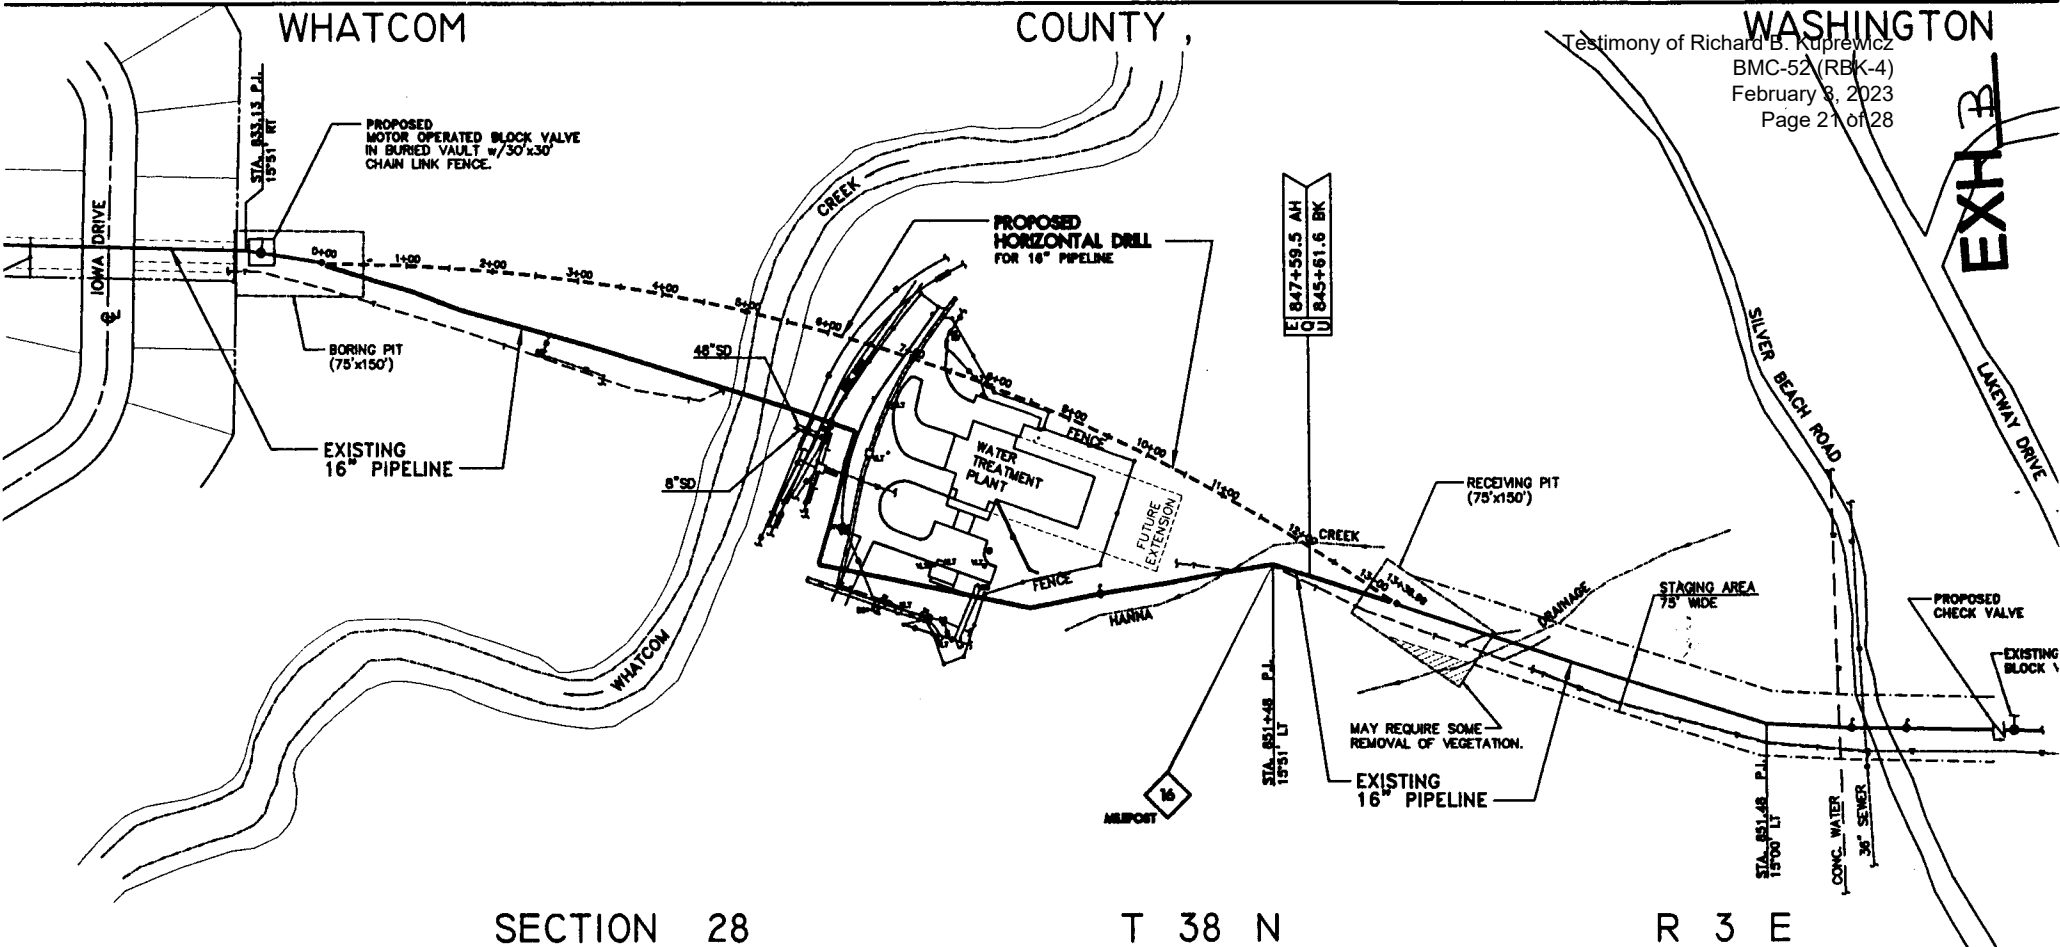 WHATCOM COUNTY, WASHINGTON
Testimony of Richard B. Kuprewicz
BMC-52 (RBK-4)
February 3, 2023
Page 21 of 28
EXH B
STA. 833.13 P.I.
15°51' RT
PROPOSED
MOTOR OPERATED BLOCK VALVE
IN BURIED VAULT w/30'x30'
CHAIN LINK FENCE.
IOWA DRIVE
0+00
1+00
2+00
3+00
4+00
5+00
6+00
8+00
9+00
10+00
11+00
12+00
13+00
CREEK
PROPOSED
HORIZONTAL DRILL
FOR 16" PIPELINE
E Q U
847+59.5 AH
845+61.6 BK
BORING PIT
(75'x150')
48"SD
8"SD
EXISTING
16" PIPELINE
WATER
TREATMENT
PLANT
FENCE
FUTURE
EXTENSION
FENCE
HANNA
CREEK
WHATCOM
RECEIVING PIT
(75'x150')
SILVER BEACH ROAD
LAKEWAY DRIVE
DRAINAGE
STAGING AREA
75' WIDE
PROPOSED
CHECK VALVE
EXISTING
BLOCK V
MAY REQUIRE SOME
REMOVAL OF VEGETATION.
EXISTING
16" PIPELINE
16
MILEPOST
STA. 851+48 P.I.
15°51' LT
STA. 851.48 P.I.
15°00' LT
CONC. WATER
36" SEWER
SECTION 28 T 38 N R 3 E